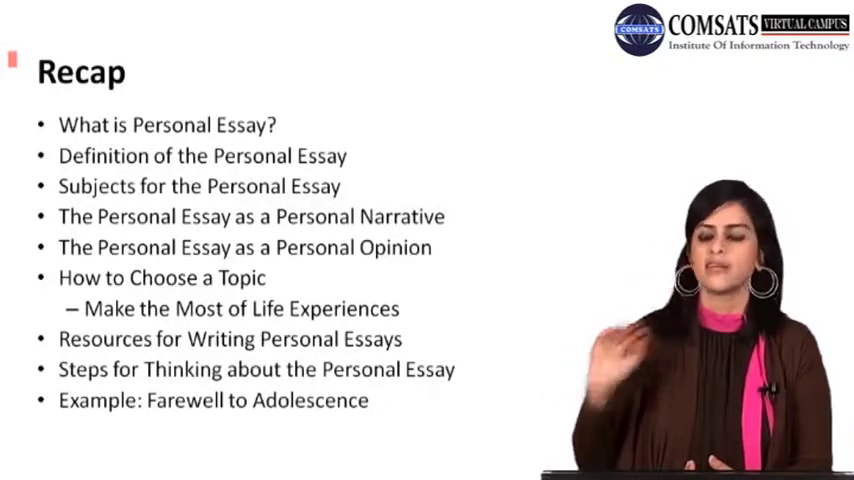 COMSATS VIRTUAL CAMPUS
COMSATS
Institute Of Information Technology
Recap
• What is Personal Essay?
• Definition of the Personal Essay
• Subjects for the Personal Essay
• The Personal Essay as a Personal Narrative
• The Personal Essay as a Personal Opinion
• How to Choose a Topic
– Make the Most of Life Experiences
• Resources for Writing Personal Essays
• Steps for Thinking about the Personal Essay
• Example: Farewell to Adolescence